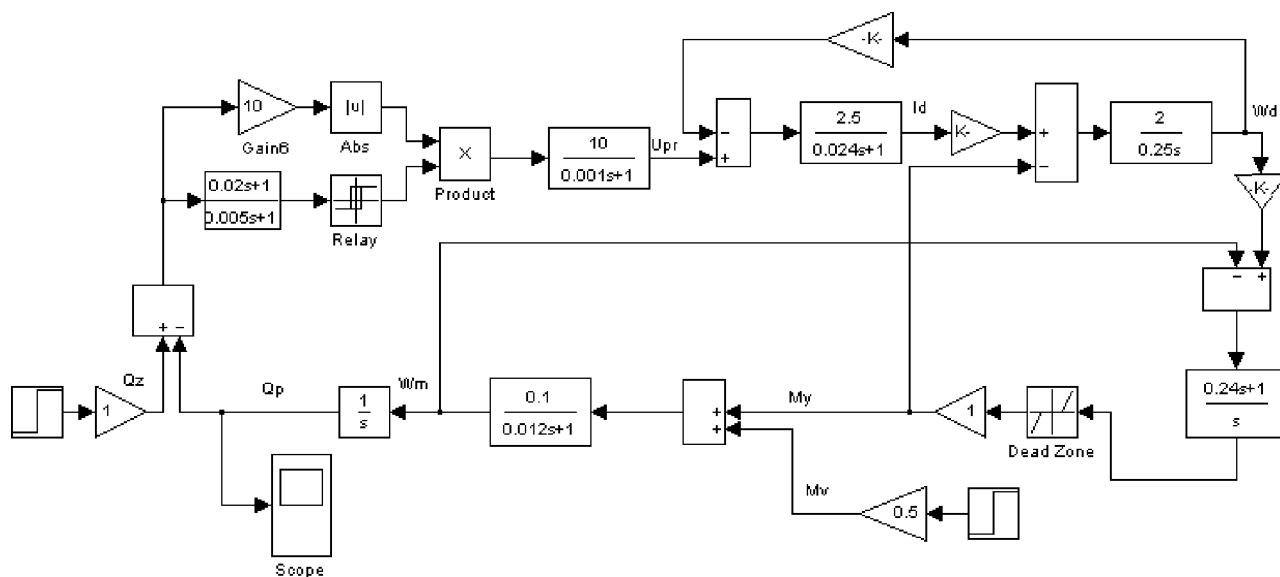 -K-
10
Gain6
|u|
Abs
×
Product
10
0.001s+1
Upr
-
+
2.5
0.024s+1
Id
K-
+
-
2
0.25s
Wd
-K-
0.02s+1
0.005s+1
Relay
- +
+ -
Qz
1
Qp
1
s
Wm
0.1
0.012s+1
+
+
My
1
Dead Zone
0.24s+1
s
Mv
0.5
Scope